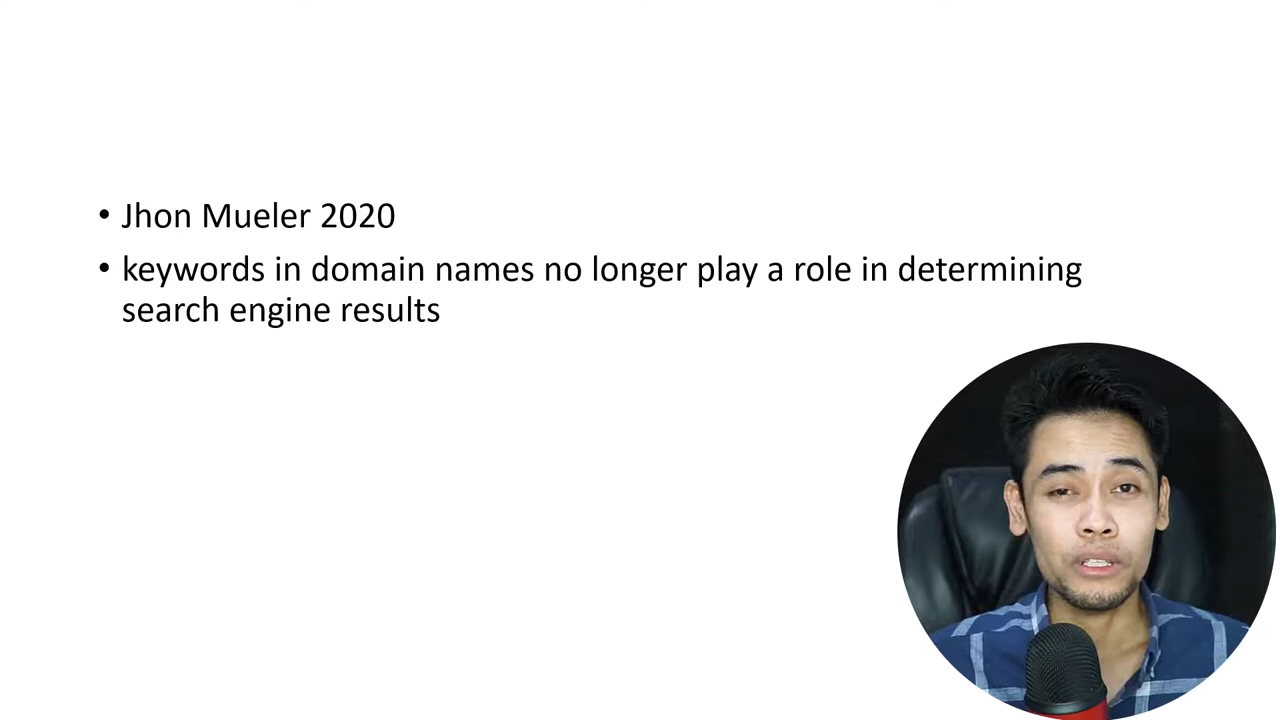 • Jhon Mueler 2020
• keywords in domain names no longer play a role in determining
search engine results